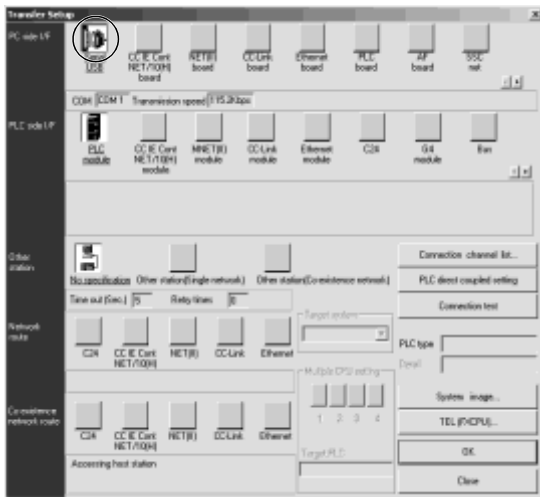 Transfer Setup
PC side I/F
Serial USB
CC IE Cont NET/10(H) board
NET(II) board
CC-Link board
Ethernet board
PLC board
AF board
SSC net
COM COM 1 Transmission speed 115.2Kbps
PLC side I/F
PLC module
CC IE Cont NET/10(H) module
MNET(II) module
CC-Link module
Ethernet module
C24
G4 module
Bus
Other station
No specification
Other station(Single network)
Other station(Co-existence network)
Connection channel list...
PLC direct coupled setting
Time out (Sec.) 5 Retry times 0
Connection test
Network route
C24
CC IE Cont NET/10(H)
NET(II)
CC-Link
Ethernet
Target system
PLC type
Detail
Multiple CPU setting
1 2 3 4
System image...
Co-existence network route
C24
CC IE Cont NET/10(H)
NET(II)
CC-Link
Ethernet
TEL (FXCPU)...
Target PLC
OK
Accessing host station
Close